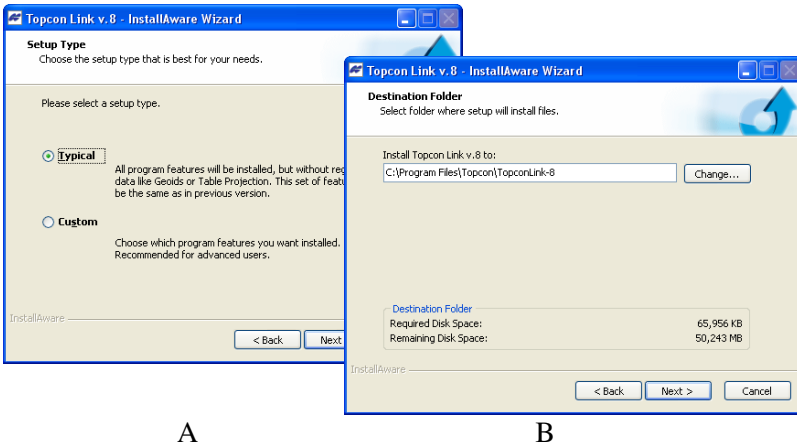 Topcon Link v.8 - InstallAware Wizard
Setup Type
Choose the setup type that is best for your needs.
Please select a setup type.
Typical
All program features will be installed, but without
data like Geoids or Table Projection. This set of
be the same as in previous version.
Custom
Choose which program features you want installed.
Recommended for advanced users.
InstallAware
< Back
Next
Topcon Link v.8 - InstallAware Wizard
Destination Folder
Select folder where setup will install files.
Install Topcon Link v.8 to:
C:\Program Files\Topcon\TopconLink-8
Change...
Destination Folder
Required Disk Space: 65,956 KB
Remaining Disk Space: 50,243 MB
InstallAware
< Back
Next >
Cancel
A
B